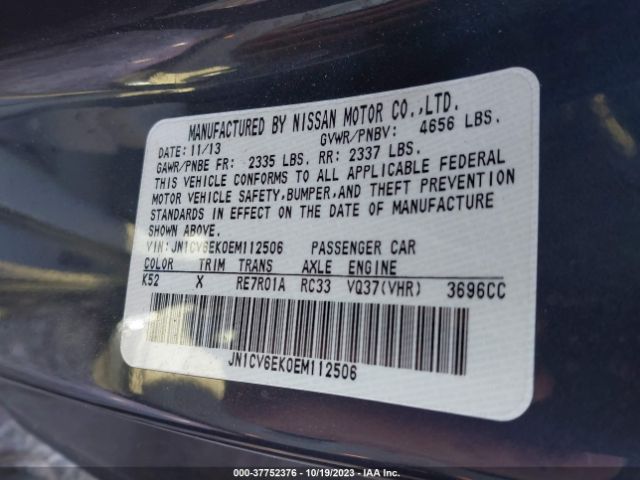 MANUFACTURED BY NISSAN MOTOR CO.,LTD.
DATE: 11/13 GVWR/PNBV: 4656 LBS.
GAWR/PNBE FR: 2335 LBS. RR: 2337 LBS.
THIS VEHICLE CONFORMS TO ALL APPLICABLE FEDERAL
MOTOR VEHICLE SAFETY,BUMPER,AND THEFT PREVENTION
STANDARDS IN EFFECT ON THE DATE OF MANUFACTURE
SHOWN ABOVE.
VIN:JN1CV6EK0EM112506 PASSENGER CAR
COLOR TRIM TRANS AXLE ENGINE
K52 X RE7R01A RC33 VQ37(VHR) 3696CC
JN1CV6EK0EM112506
000-37752376 - 10/19/2023 - IAA Inc.